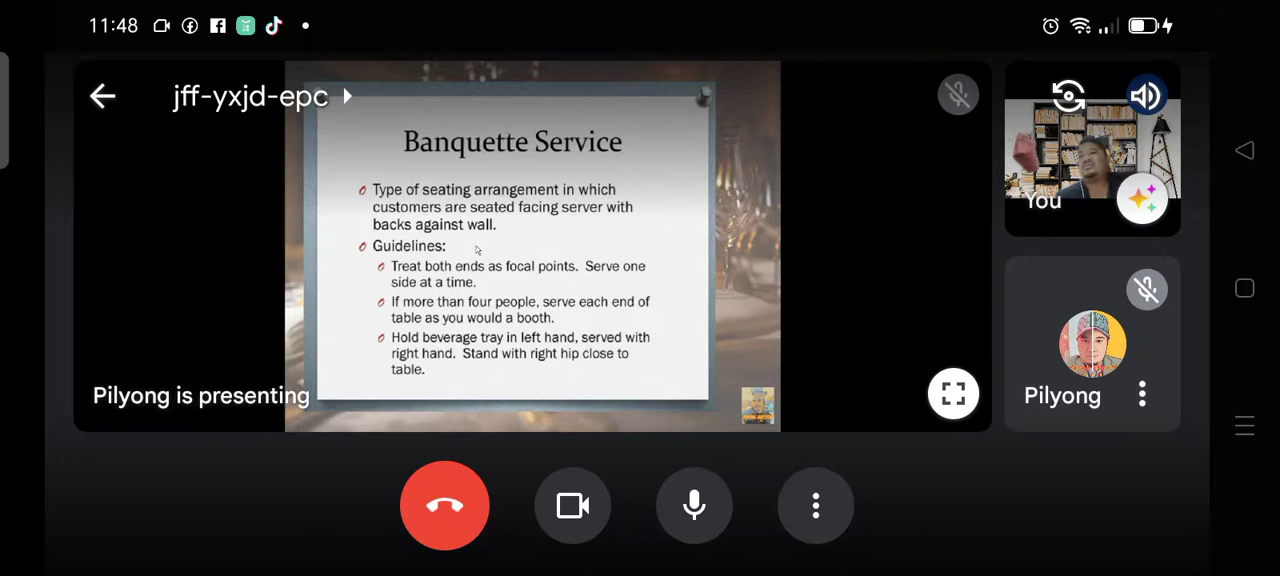 11:48
jff-yxjd-epc
Banquette Service
Type of seating arrangement in which
customers are seated facing server with
backs against wall.
Guidelines:
Treat both ends as focal points. Serve one
side at a time.
If more than four people, serve each end of
table as you would a booth.
Hold beverage tray in left hand, served with
right hand. Stand with right hip close to
table.
Pilyong is presenting
You
Pilyong